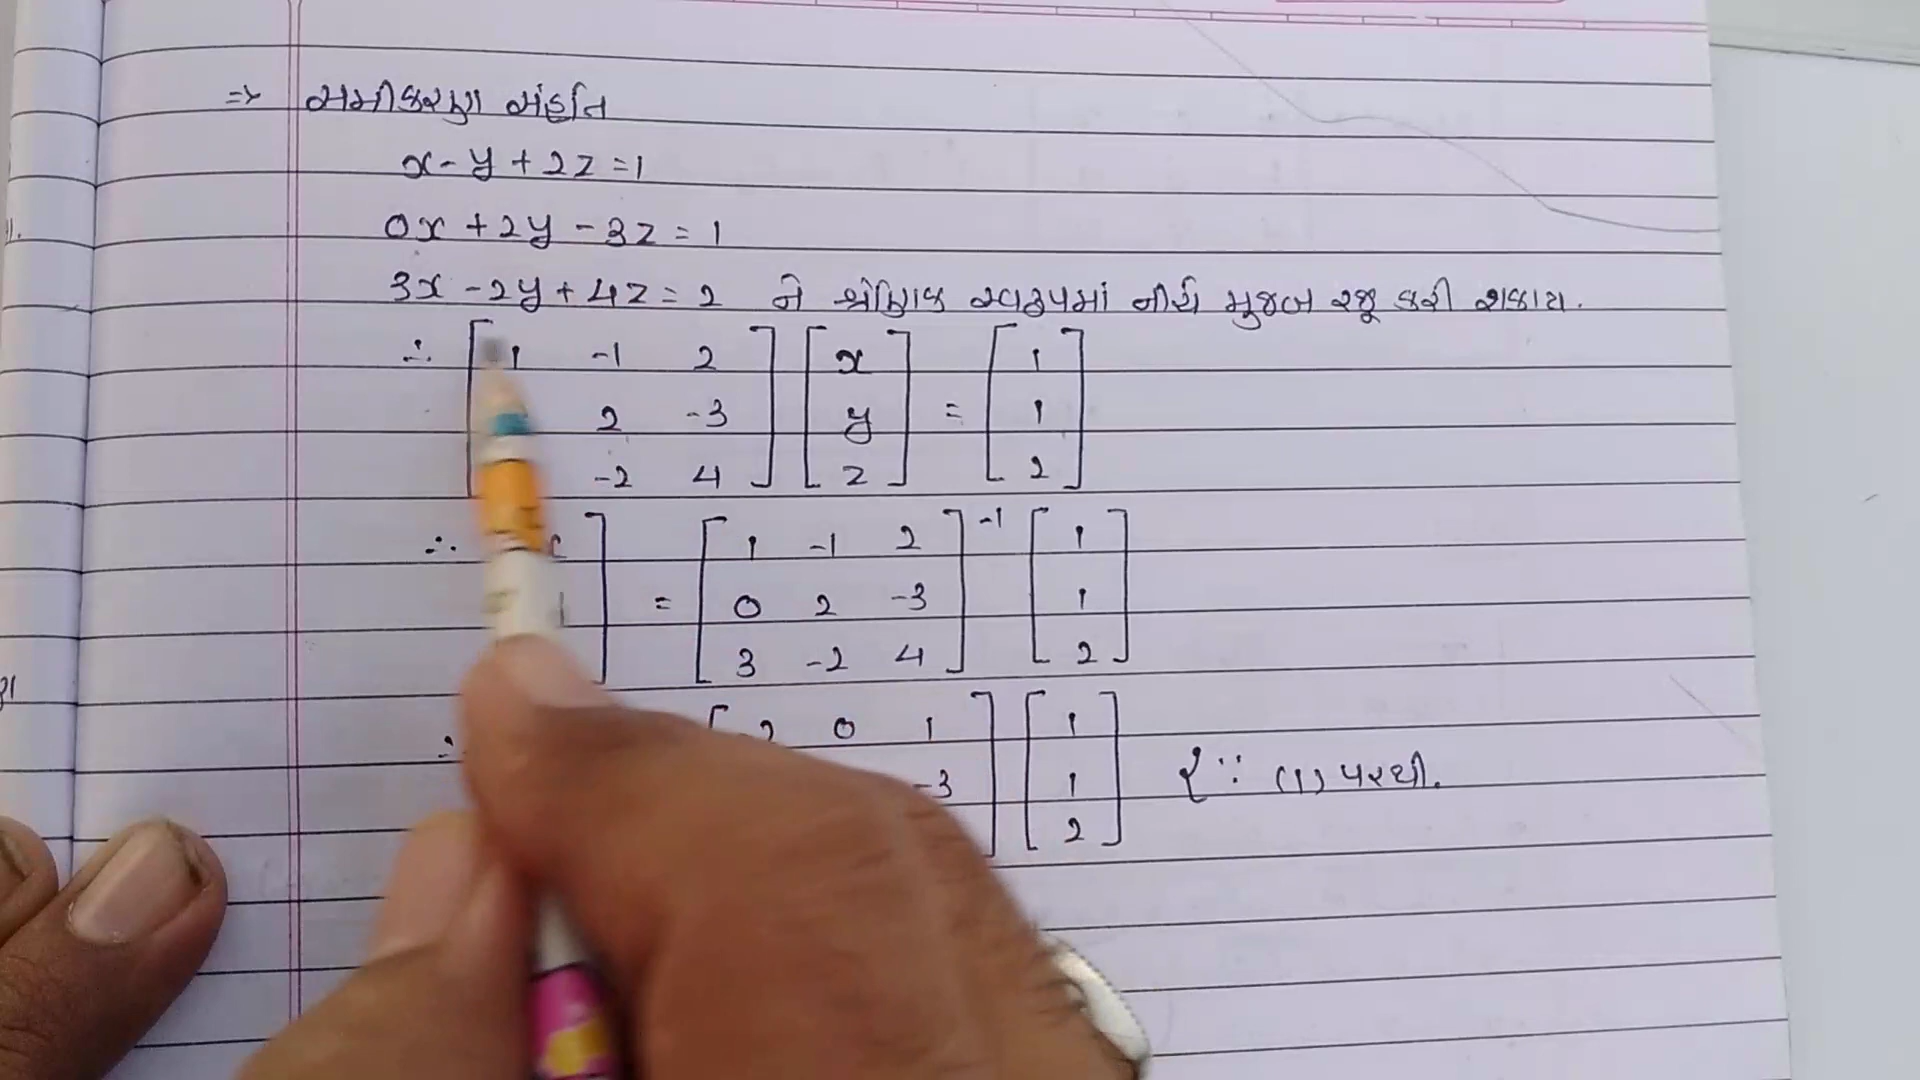 ⇒ સમીકરણ સંહતિ
x - y + 2z = 1
0x + 2y - 3z = 1
3x - 2y + 4z = 2 ને શ્રેણિક સ્વરૂપમાં નીચે મુજબ રજૂ કરી શકાય.
∴ [ 1 -1 2 ] [ x ] = [ 1 ]
2 -3 y 1
-2 4 z 2
∴ ] = [ 1 -1 2 ]⁻¹ [ 1 ]
0 2 -3 1
3 -2 4 2
0 1 ] [ 1 ]
-3 1 {∵ (1) પરથી.
2